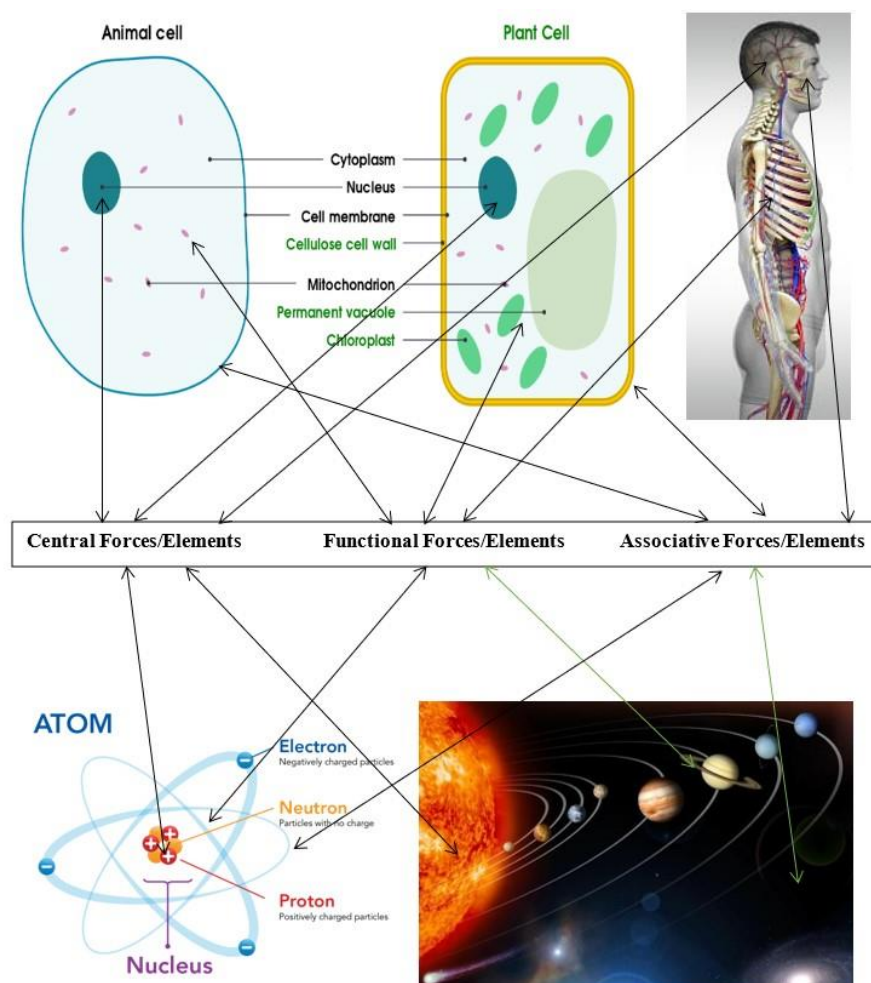 Animal cell
Plant Cell
Cytoplasm
Nucleus
Cell membrane
Cellulose cell wall
Mitochondrion
Permanent vacuole
Chloroplast
Central Forces/Elements
Functional Forces/Elements
Associative Forces/Elements
ATOM
Electron
Negatively charged particles
Neutron
Particles with no charge
Proton
Positively charged particles
Nucleus